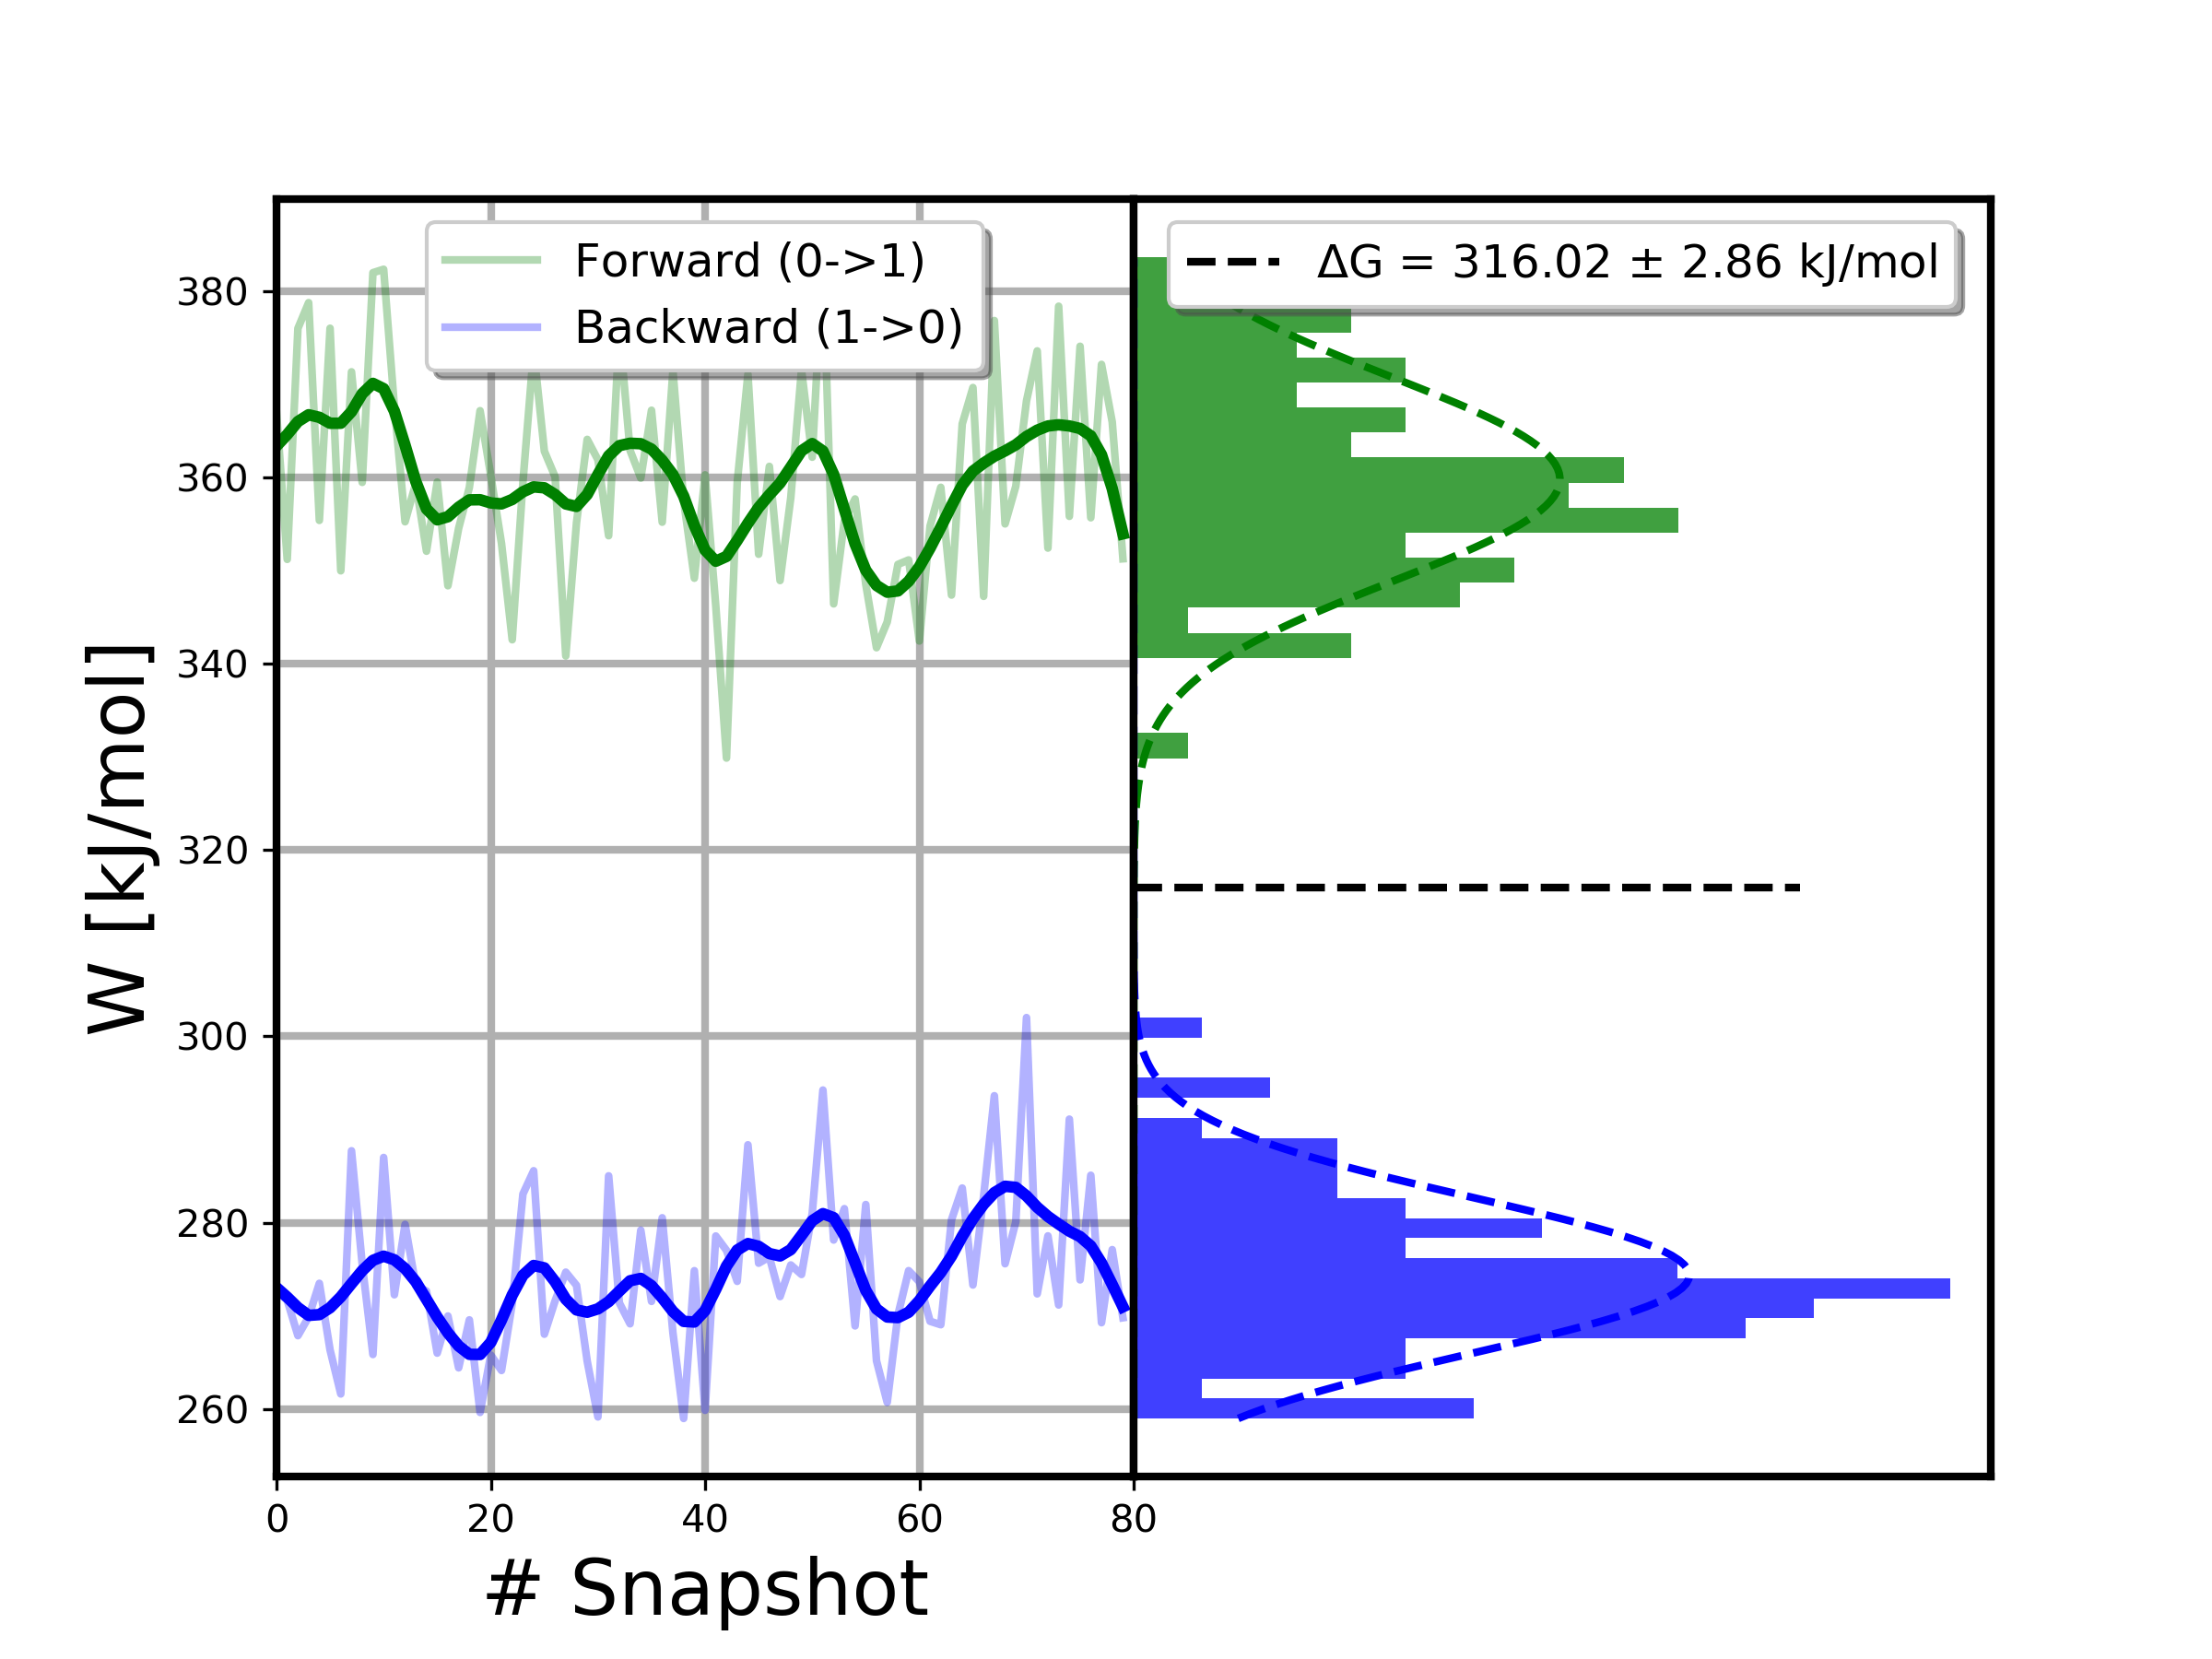 Forward (0->1)
Backward (1->0)
ΔG = 316.02 ± 2.86 kJ/mol
W [kJ/mol]
380
360
340
320
300
280
260
0 20 40 60 80
# Snapshot